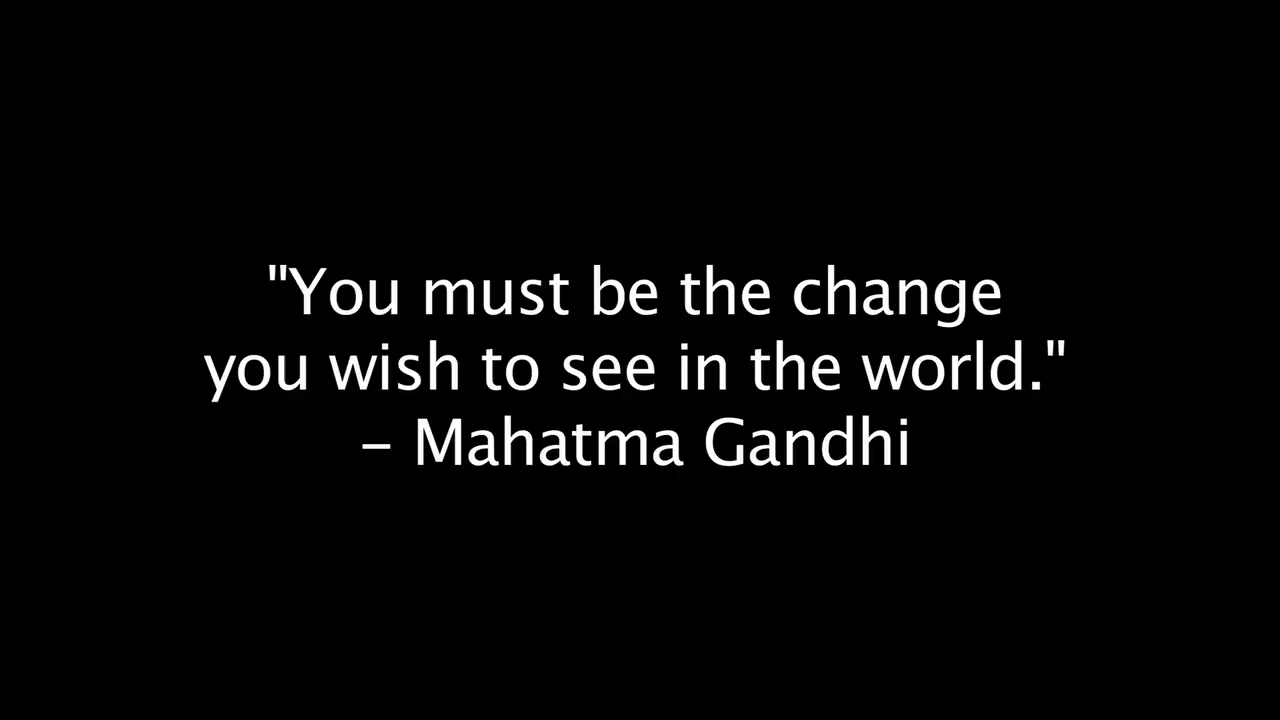 "You must be the change
you wish to see in the world."
– Mahatma Gandhi